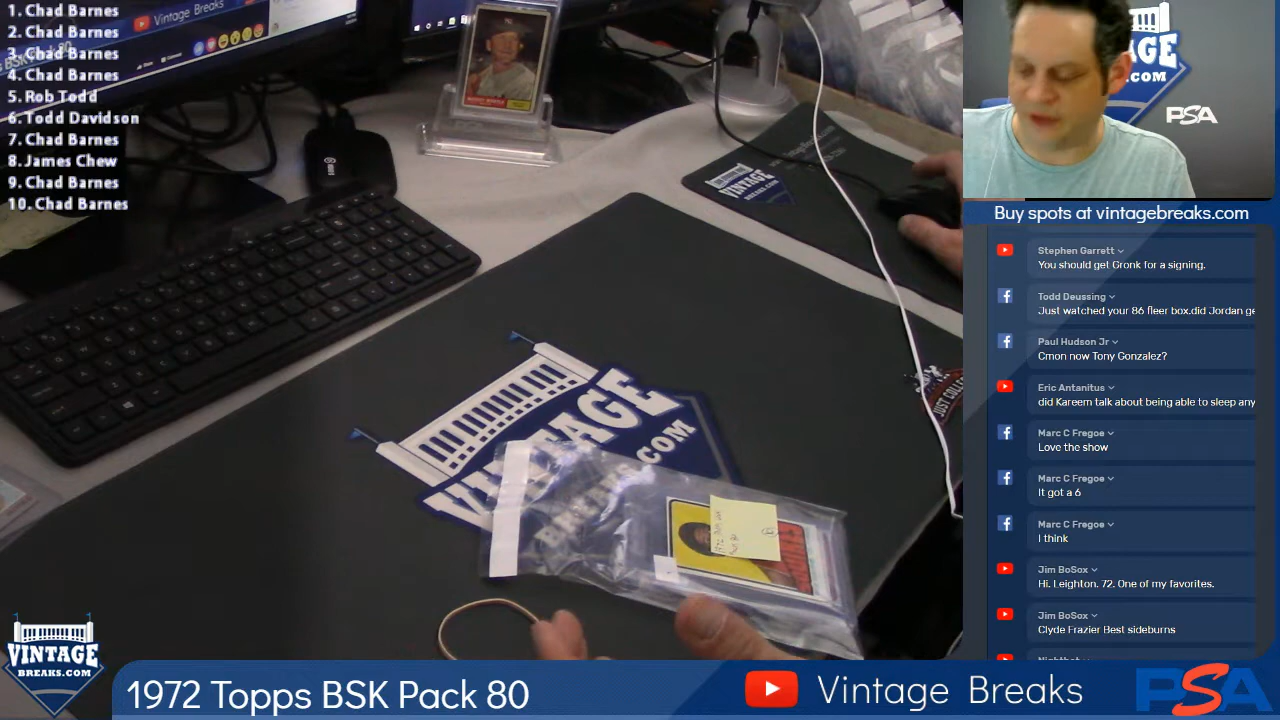 1. Chad Barnes
2. Chad Barnes
3. Chad Barnes
4. Chad Barnes
5. Rob Todd
6. Todd Davidson
7. Chad Barnes
8. James Chew
9. Chad Barnes
10. Chad Barnes
Vintage Breaks
VINTAGE
.COM
PSA
VINTAGE
Buy spots at vintagebreaks.com
Stephen Garrett
You should get Gronk for a signing.
Todd Deussing
Just watched your 86 fleer box.did Jordan ge
Paul Hudson Jr
Cmon now Tony Gonzalez?
Eric Antanitus
did Kareem talk about being able to sleep any
Marc C Fregoe
Love the show
Marc C Fregoe
It got a 6
Marc C Fregoe
I think
Jim BoSox
Hi. Leighton. 72. One of my favorites.
Jim BoSox
Clyde Frazier Best sideburns
JUST COLLE
VINTAGE
.COM
VINTAGE
BREAKS.COM
1972 Topps BSK Pack 80
Vintage Breaks
PSA